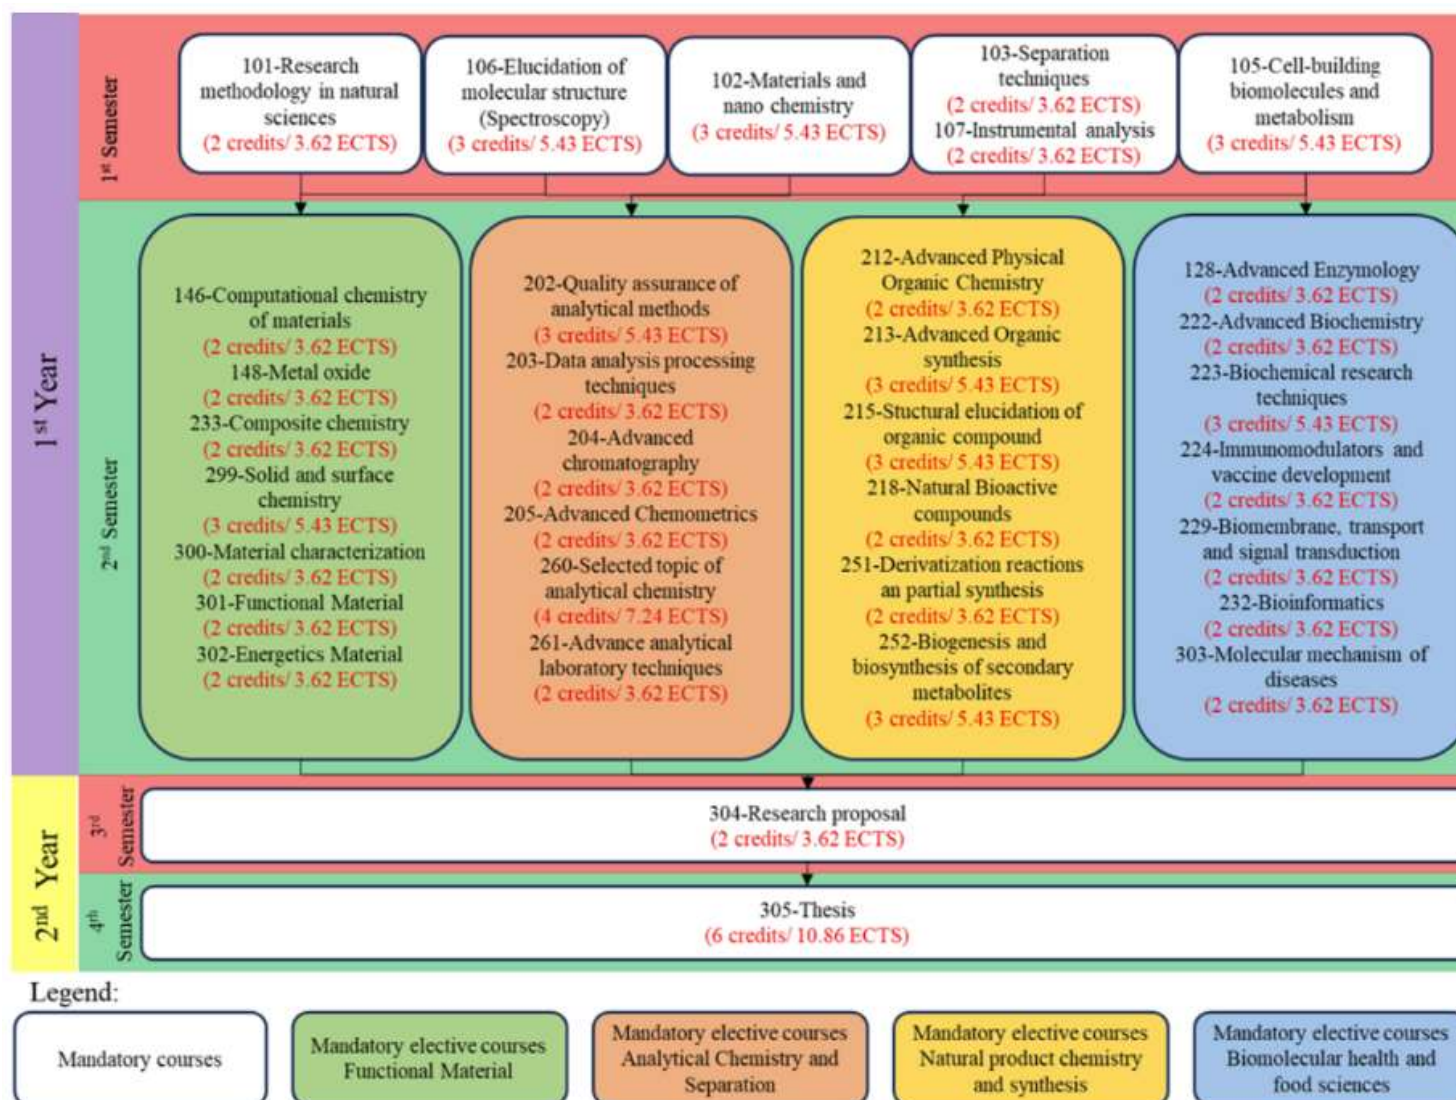 1st Year
1st Semester
101-Research
methodology in natural
sciences
(2 credits/ 3.62 ECTS)
106-Elucidation of
molecular structure
(Spectroscopy)
(3 credits/ 5.43 ECTS)
102-Materials and
nano chemistry
(3 credits/ 5.43 ECTS)
103-Separation
techniques
(2 credits/ 3.62 ECTS)
107-Instrumental analysis
(2 credits/ 3.62 ECTS)
105-Cell-building
biomolecules and
metabolism
(3 credits/ 5.43 ECTS)
2nd Semester
146-Computational chemistry
of materials
(2 credits/ 3.62 ECTS)
148-Metal oxide
(2 credits/ 3.62 ECTS)
233-Composite chemistry
(2 credits/ 3.62 ECTS)
299-Solid and surface
chemistry
(3 credits/ 5.43 ECTS)
300-Material characterization
(2 credits/ 3.62 ECTS)
301-Functional Material
(2 credits/ 3.62 ECTS)
302-Energetics Material
(2 credits/ 3.62 ECTS)
202-Quality assurance of
analytical methods
(3 credits/ 5.43 ECTS)
203-Data analysis processing
techniques
(2 credits/ 3.62 ECTS)
204-Advanced
chromatography
(2 credits/ 3.62 ECTS)
205-Advanced Chemometrics
(2 credits/ 3.62 ECTS)
260-Selected topic of
analytical chemistry
(4 credits/ 7.24 ECTS)
261-Advance analytical
laboratory techniques
(2 credits/ 3.62 ECTS)
212-Advanced Physical
Organic Chemistry
(2 credits/ 3.62 ECTS)
213-Advanced Organic
synthesis
(3 credits/ 5.43 ECTS)
215-Stuctural elucidation of
organic compound
(3 credits/ 5.43 ECTS)
218-Natural Bioactive
compounds
(2 credits/ 3.62 ECTS)
251-Derivatization reactions
an partial synthesis
(2 credits/ 3.62 ECTS)
252-Biogenesis and
biosynthesis of secondary
metabolites
(3 credits/ 5.43 ECTS)
128-Advanced Enzymology
(2 credits/ 3.62 ECTS)
222-Advanced Biochemistry
(2 credits/ 3.62 ECTS)
223-Biochemical research
techniques
(3 credits/ 5.43 ECTS)
224-Immunomodulators and
vaccine development
(2 credits/ 3.62 ECTS)
229-Biomembrane, transport
and signal transduction
(2 credits/ 3.62 ECTS)
232-Bioinformatics
(2 credits/ 3.62 ECTS)
303-Molecular mechanism of
diseases
(2 credits/ 3.62 ECTS)
2nd Year
3rd
Semester
304-Research proposal
(2 credits/ 3.62 ECTS)
4th
Semester
305-Thesis
(6 credits/ 10.86 ECTS)
Legend:
Mandatory courses
Mandatory elective courses
Functional Material
Mandatory elective courses
Analytical Chemistry and
Separation
Mandatory elective courses
Natural product chemistry
and synthesis
Mandatory elective courses
Biomolecular health and
food sciences